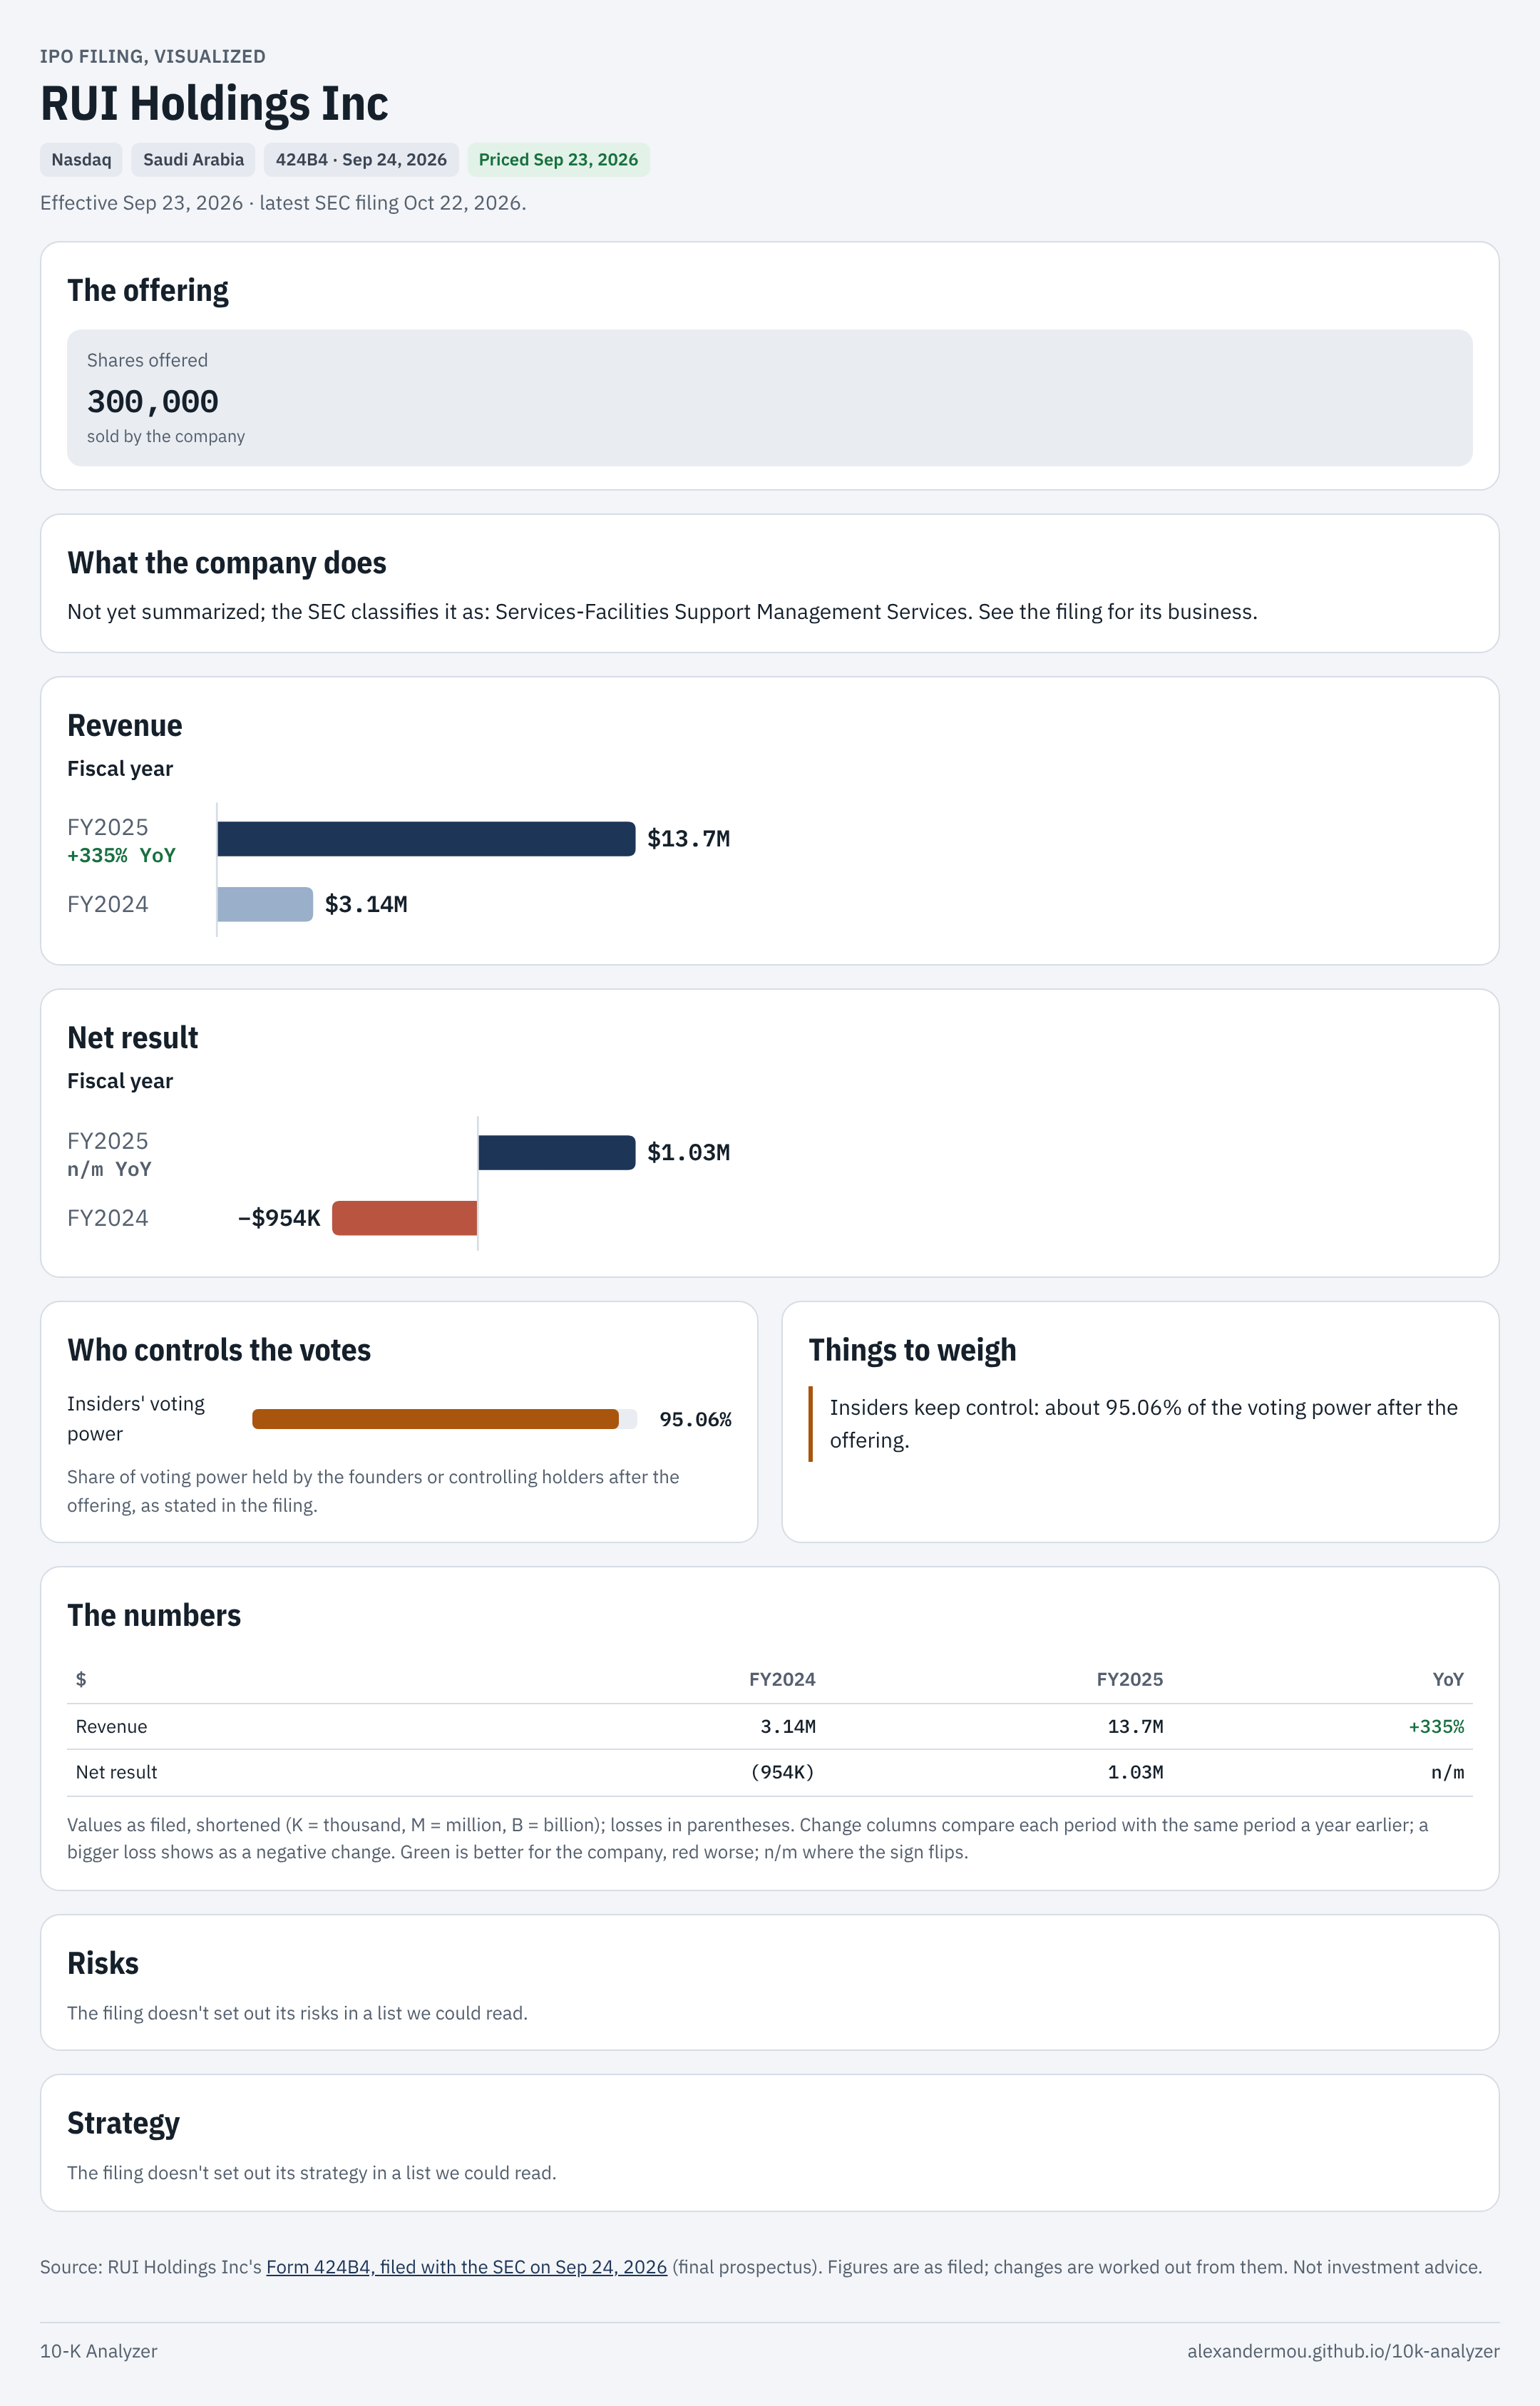 IPO FILING, VISUALIZED
RUI Holdings Inc
Nasdaq
Saudi Arabia
424B4 · Sep 24, 2026
Priced Sep 23, 2026
Effective Sep 23, 2026 · latest SEC filing Oct 22, 2026.
The offering
Shares offered
300,000
sold by the company
What the company does
Not yet summarized; the SEC classifies it as: Services-Facilities Support Management Services. See the filing for its business.
Revenue
Fiscal year
FY2025
+335% YoY
$13.7M
FY2024
$3.14M
Net result
Fiscal year
FY2025
n/m YoY
$1.03M
FY2024
−$954K
Who controls the votes
Insiders' voting
power
95.06%
Share of voting power held by the founders or controlling holders after the
offering, as stated in the filing.
Things to weigh
Insiders keep control: about 95.06% of the voting power after the
offering.
The numbers
$ FY2024 FY2025 YoY
Revenue 3.14M 13.7M +335%
Net result (954K) 1.03M n/m
Values as filed, shortened (K = thousand, M = million, B = billion); losses in parentheses. Change columns compare each period with the same period a year earlier; a
bigger loss shows as a negative change. Green is better for the company, red worse; n/m where the sign flips.
Risks
The filing doesn't set out its risks in a list we could read.
Strategy
The filing doesn't set out its strategy in a list we could read.
Source: RUI Holdings Inc's Form 424B4, filed with the SEC on Sep 24, 2026 (final prospectus). Figures are as filed; changes are worked out from them. Not investment advice.
10-K Analyzer
alexandermou.github.io/10k-analyzer